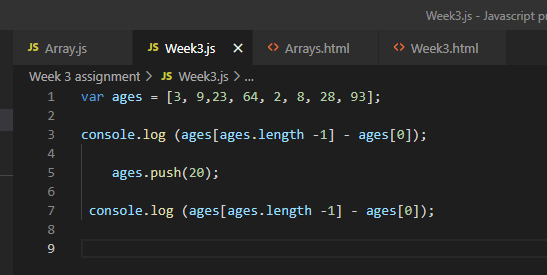 Week3.js - Javascript pr
JS Array.js JS Week3.js × <> Arrays.html <> Week3.html
Week 3 assignment > JS Week3.js > ...
1 var ages = [3, 9,23, 64, 2, 8, 28, 93];
2
3 console.log (ages[ages.length -1] - ages[0]);
4
5 ages.push(20);
6
7 console.log (ages[ages.length -1] - ages[0]);
8
9